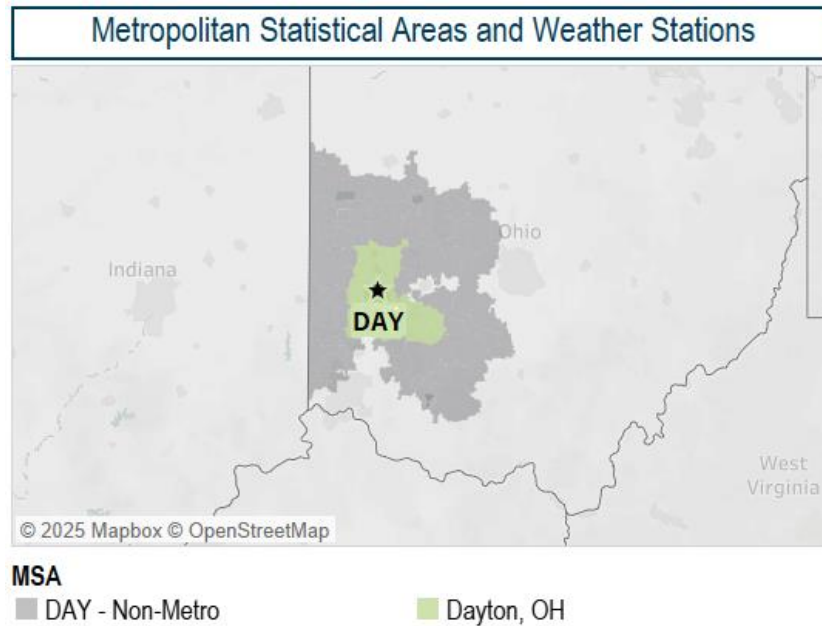 Metropolitan Statistical Areas and Weather Stations
Ohio
Indiana
DAY
West
Virginia
© 2025 Mapbox © OpenStreetMap
MSA
DAY - Non-Metro
Dayton, OH